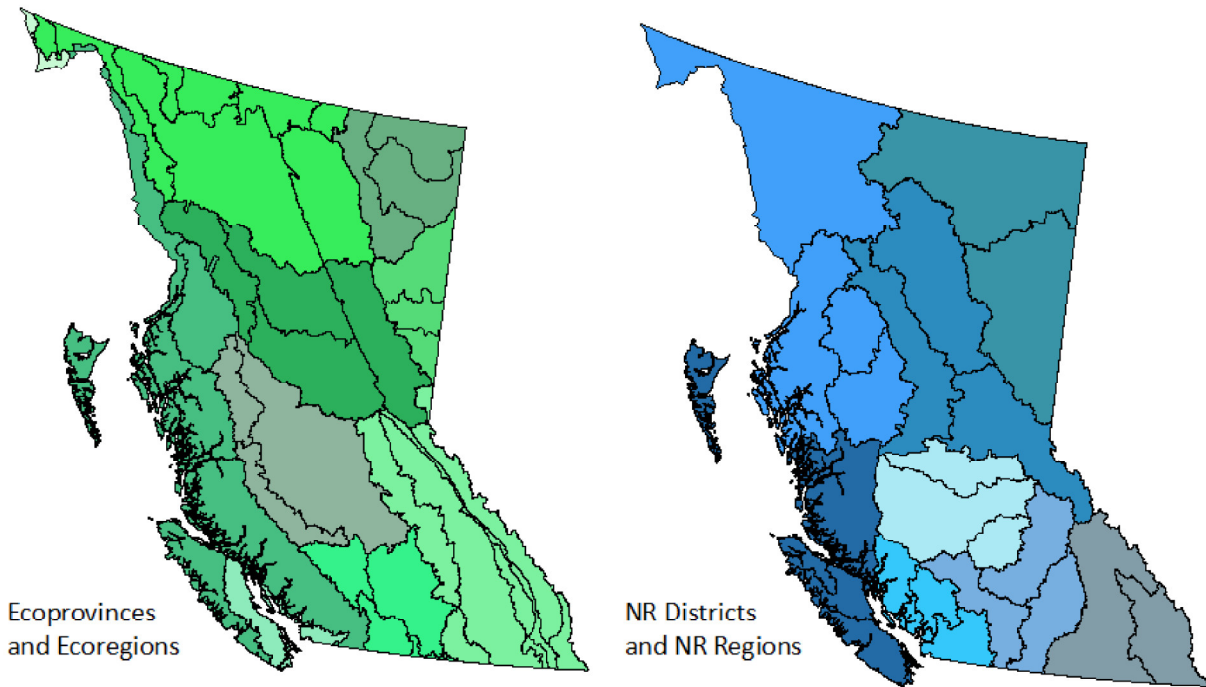 Ecoprovinces
and Ecoregions
NR Districts
and NR Regions